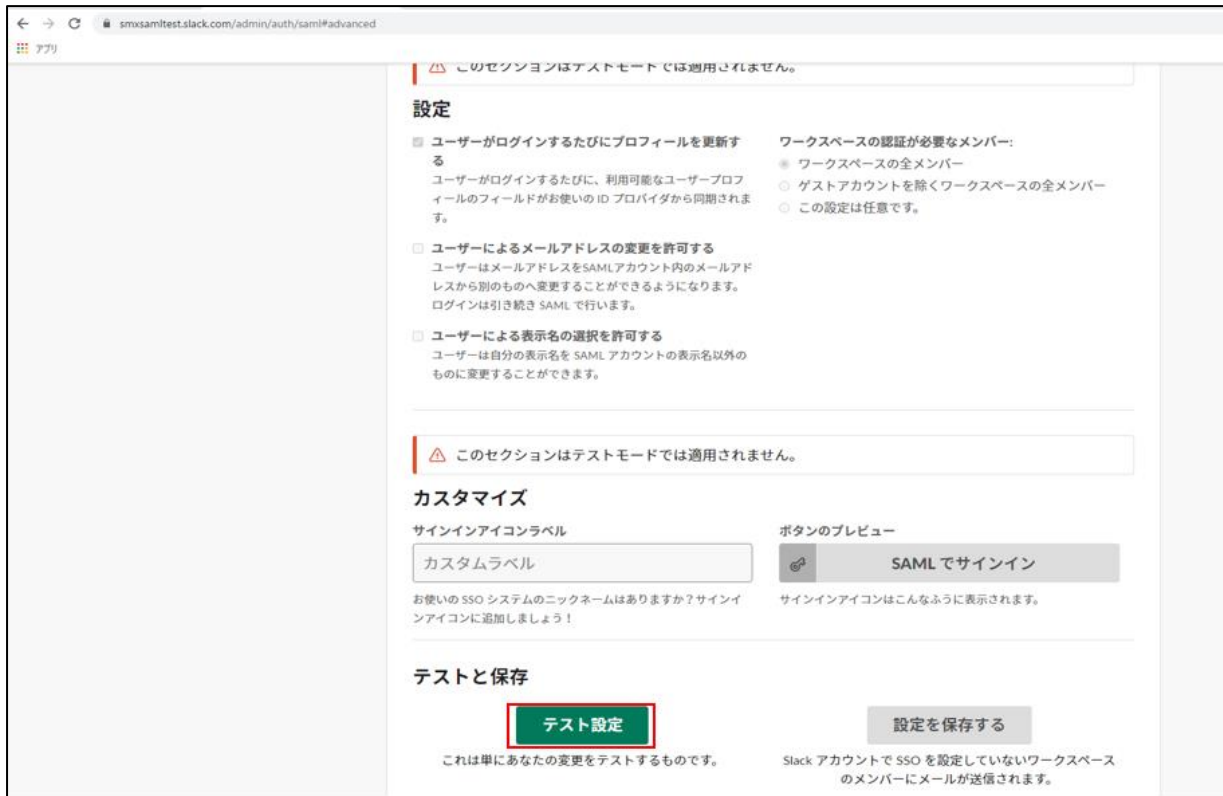 smxsamltest.slack.com/admin/auth/saml#advanced
アプリ
このセクションはテストモードでは適用されません。
設定
ユーザーがログインするたびにプロフィールを更新す
る
ユーザーがログインするたびに、利用可能なユーザープロフ
ィールのフィールドがお使いの ID プロバイダから同期されま
す。
ユーザーによるメールアドレスの変更を許可する
ユーザーはメールアドレスをSAMLアカウント内のメールアド
レスから別のものへ変更することができるようになります。
ログインは引き続き SAML で行います。
ユーザーによる表示名の選択を許可する
ユーザーは自分の表示名を SAML アカウントの表示名以外の
ものに変更することができます。
ワークスペースの認証が必要なメンバー:
ワークスペースの全メンバー
ゲストアカウントを除くワークスペースの全メンバー
この設定は任意です。
このセクションはテストモードでは適用されません。
カスタマイズ
サインインアイコンラベル
カスタムラベル
お使いの SSO システムのニックネームはありますか？サインイ
ンアイコンに追加しましょう！
ボタンのプレビュー
SAML でサインイン
サインインアイコンはこんなふうに表示されます。
テストと保存
テスト設定
これは単にあなたの変更をテストするものです。
設定を保存する
Slack アカウントで SSO を設定していないワークスペース
のメンバーにメールが送信されます。